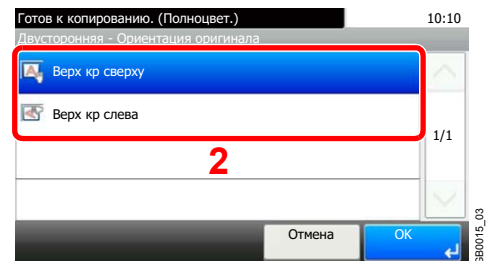 Готов к копированию. (Полноцвет.) 10:10
Двусторонняя - Ориентация оригинала
Верх кр сверху
Верх кр слева
1/1
2
Отмена
OK
GB0015_03